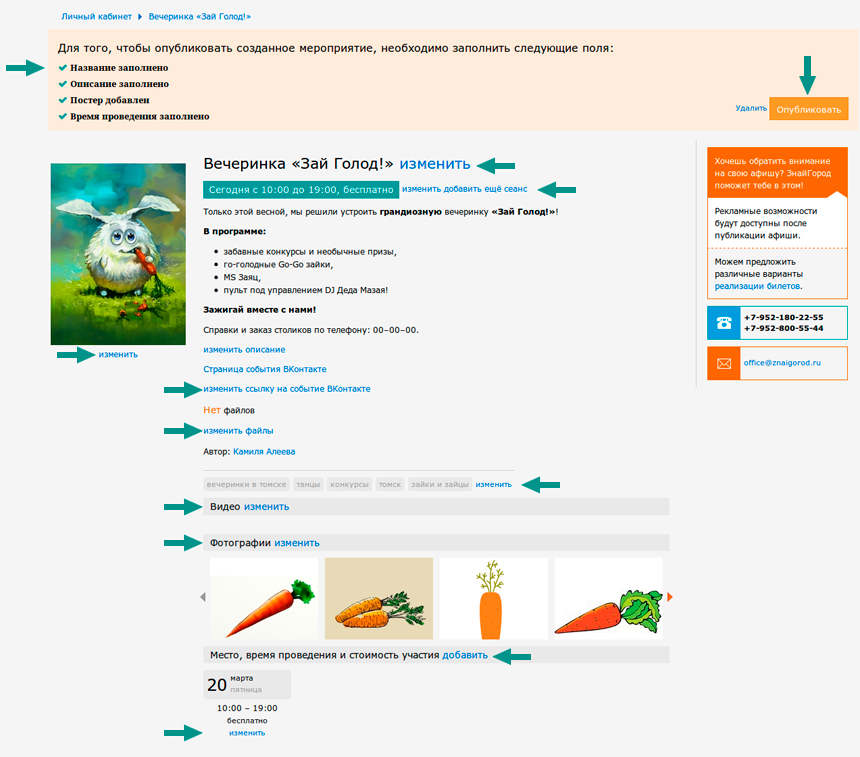 Личный кабинет Вечеринка «Зай Голод!»
Для того, чтобы опубликовать созданное мероприятие, необходимо заполнить следующие поля:
Название заполнено
Описание заполнено
Постер добавлен
Время проведения заполнено
Удалить Опубликовать
Вечеринка «Зай Голод!» изменить
Сегодня с 10:00 до 19:00, бесплатно изменить добавить ещё сеанс
Только этой весной, мы решили устроить грандиозную вечеринку «Зай Голод!»!
В программе:
забавные конкурсы и необычные призы,
го-голодные Go-Go зайки,
MS Заяц,
пульт под управлением DJ Деда Мазая!
Зажигай вместе с нами!
Справки и заказ столиков по телефону: 00–00–00.
изменить
изменить описание
Страница события ВКонтакте
изменить ссылку на событие ВКонтакте
Нет файлов
изменить файлы
Автор: Камиля Алеева
вечеринки в томске танцы конкурсы томск зайки и зайцы изменить
Видео изменить
Фотографии изменить
Место, время проведения и стоимость участия добавить
20 марта
пятница
10:00 – 19:00
бесплатно
изменить
Хочешь обратить внимание
на свою афишу? ЗнайГород
поможет тебе в этом!
Рекламные возможности
будут доступны после
публикации афиши.
Можем предложить
различные варианты
реализации билетов.
+7-952-180-22-55
+7-952-800-55-44
office@znaigorod.ru